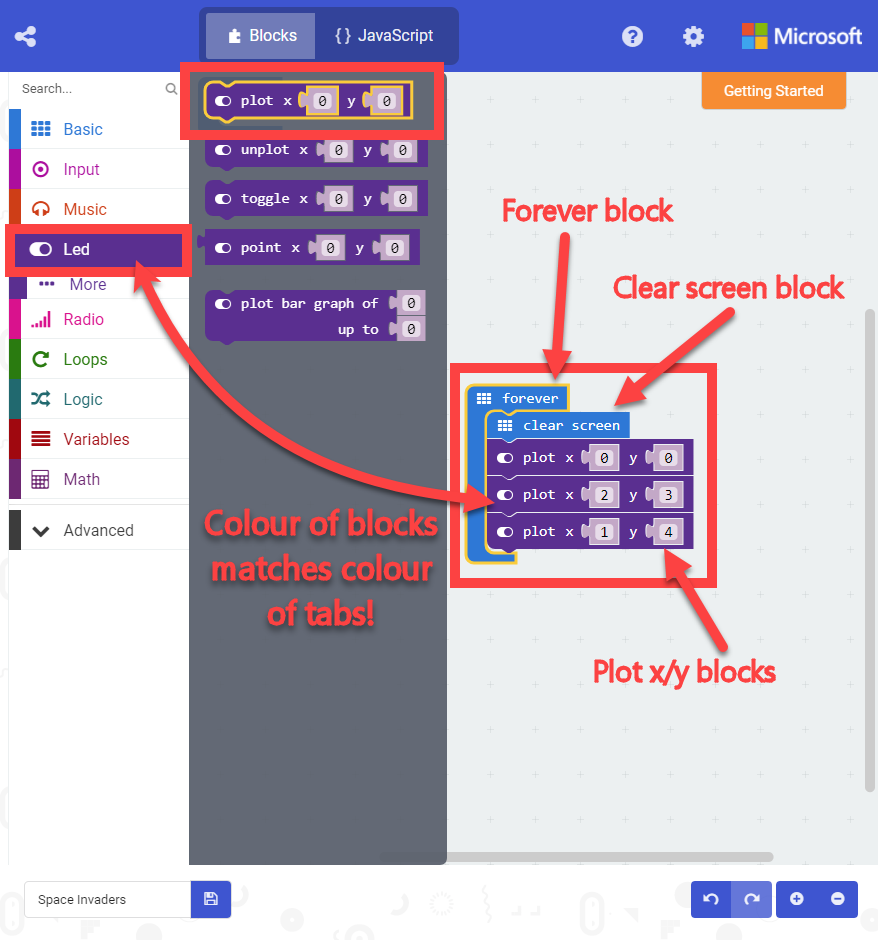 Blocks
{} JavaScript
Microsoft
Search...
Getting Started
Basic
Input
Music
Led
More
Radio
Loops
Logic
Variables
Math
Advanced
plot x 0 y 0
unplot x 0 y 0
toggle x 0 y 0
point x 0 y 0
plot bar graph of 0
up to 0
Forever block
Clear screen block
forever
clear screen
plot x 0 y 0
plot x 2 y 3
plot x 1 y 4
Colour of blocks
matches colour
of tabs!
Plot x/y blocks
Space Invaders